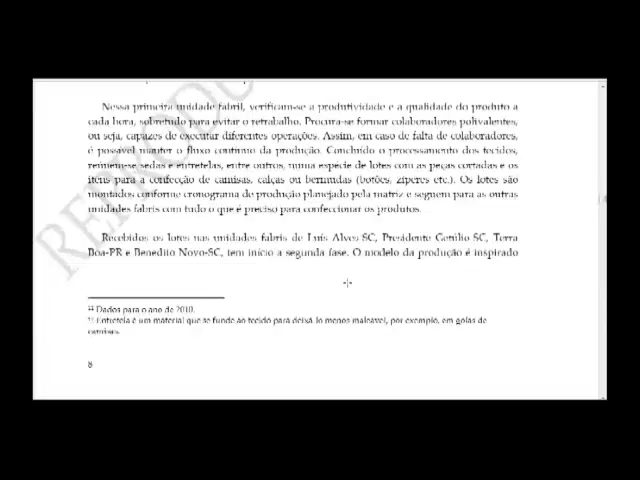 REPRODU
Nessa primeira unidade fabril, verificam-se a produtividade e a qualidade do produto a
cada hora, sobretudo para evitar o retrabalho. Procura-se formar colaboradores polivalentes,
ou seja, capazes de executar diferentes operações. Assim, em caso de falta de colaboradores,
é possível manter o fluxo contínuo da produção. Concluído o processamento dos tecidos,
reúnem-se sedas e entretelas, entre outros, numa espécie de lotes com as peças cortadas e os
itens para a confecção de camisas, calças ou bermudas (botões, zíperes etc.). Os lotes são
montados conforme cronograma de produção planejado pela matriz e seguem para as outras
unidades fabris com tudo o que é preciso para confeccionar os produtos.
Recebidos os lotes nas unidades fabris de Luís Alves-SC, Presidente Getúlio-SC, Terra
Boa-PR e Benedito Novo-SC, tem início a segunda fase. O modelo da produção é inspirado
Dados para o ano de 2010.
Entretela é um material que se funde ao tecido para deixá-lo menos maleável, por exemplo, em golas de
camisas.
8